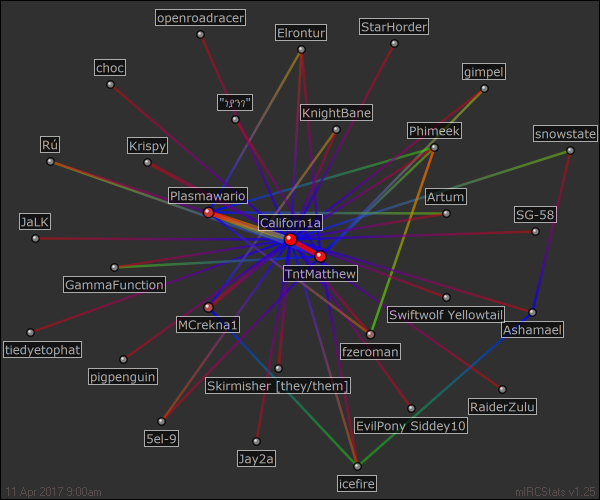 openroadracer
Elrontur
StarHorder
choc
gimpel
KnightBane
Phimeek
snowstate
Rú
Krispy
Plasmawario
Artum
Californ1a
SG-58
JaLK
TntMatthew
GammaFunction
Swiftwolf Yellowtail
MCrekna1
Ashamael
tiedyetophat
fzeroman
pigpenguin
Skirmisher [they/them]
RaiderZulu
EvilPony Siddey10
5el-9
Jay2a
icefire
11 Apr 2017 9:00am
mIRCStats v1.25